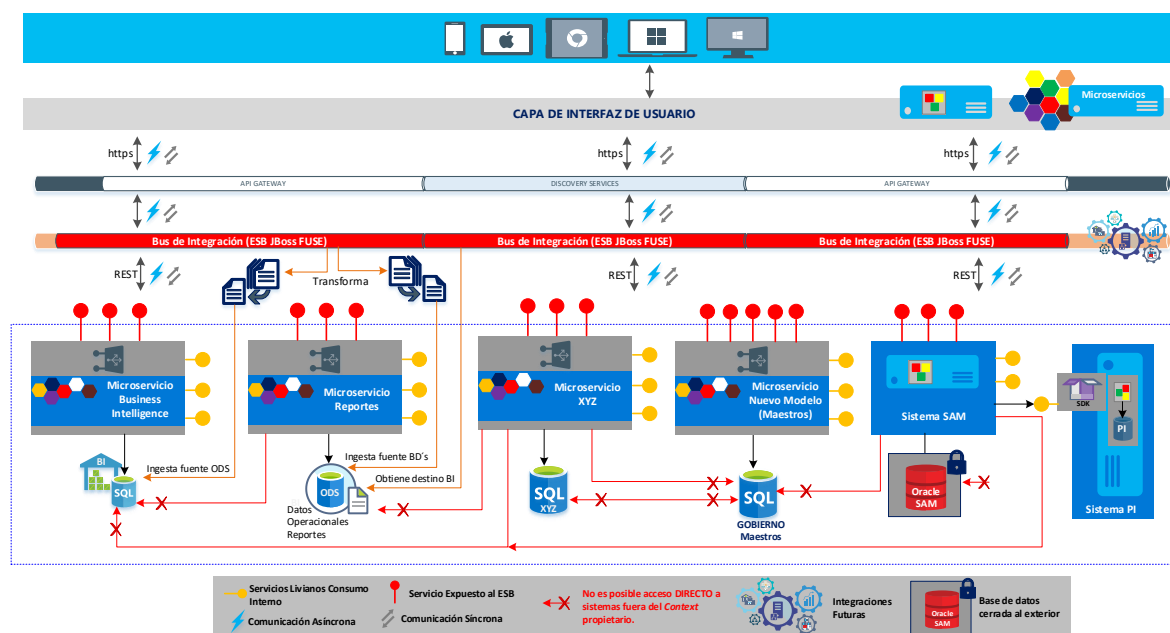 Microservicios
CAPA DE INTERFAZ DE USUARIO
https
https
https
API GATEWAY
DISCOVERY SERVICES
API GATEWAY
Bus de Integración (ESB JBoss FUSE)
Bus de Integración (ESB JBoss FUSE)
Bus de Integración (ESB JBoss FUSE)
REST
Transforma
REST
REST
Microservicio
Business
Intelligence
Microservicio
Reportes
Microservicio
XYZ
Microservicio
Nuevo Modelo
(Maestros)
Sistema SAM
SDK
PI
Sistema PI
BI
SQL
Ingesta fuente ODS
Ingesta fuente BD´s
Obtiene destino BI
ODS
Datos
Operacionales
Reportes
SQL
XYZ
SQL
GOBIERNO
Maestros
Oracle
SAM
Servicios Livianos Consumo
Interno
Comunicación Asíncrona
Servicio Expuesto al ESB
Comunicación Síncrona
No es posible acceso DIRECTO a
sistemas fuera del Context
propietario.
Integraciones
Futuras
Oracle
SAM
Base de datos
cerrada al exterior